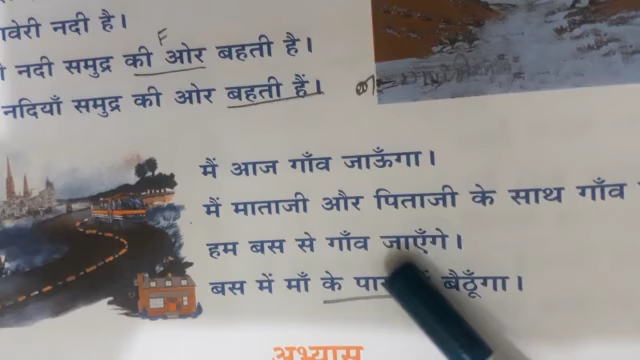 नदी है।
नदी समुद्र की ओर बहती है।
F
नदियाँ समुद्र की ओर बहती हैं।
मैं आज गाँव जाऊँगा।
मैं माताजी और पिताजी के साथ गाँव
हम बस से गाँव जाएँगे।
बस में माँ के बैठूँगा।
अभ्यास